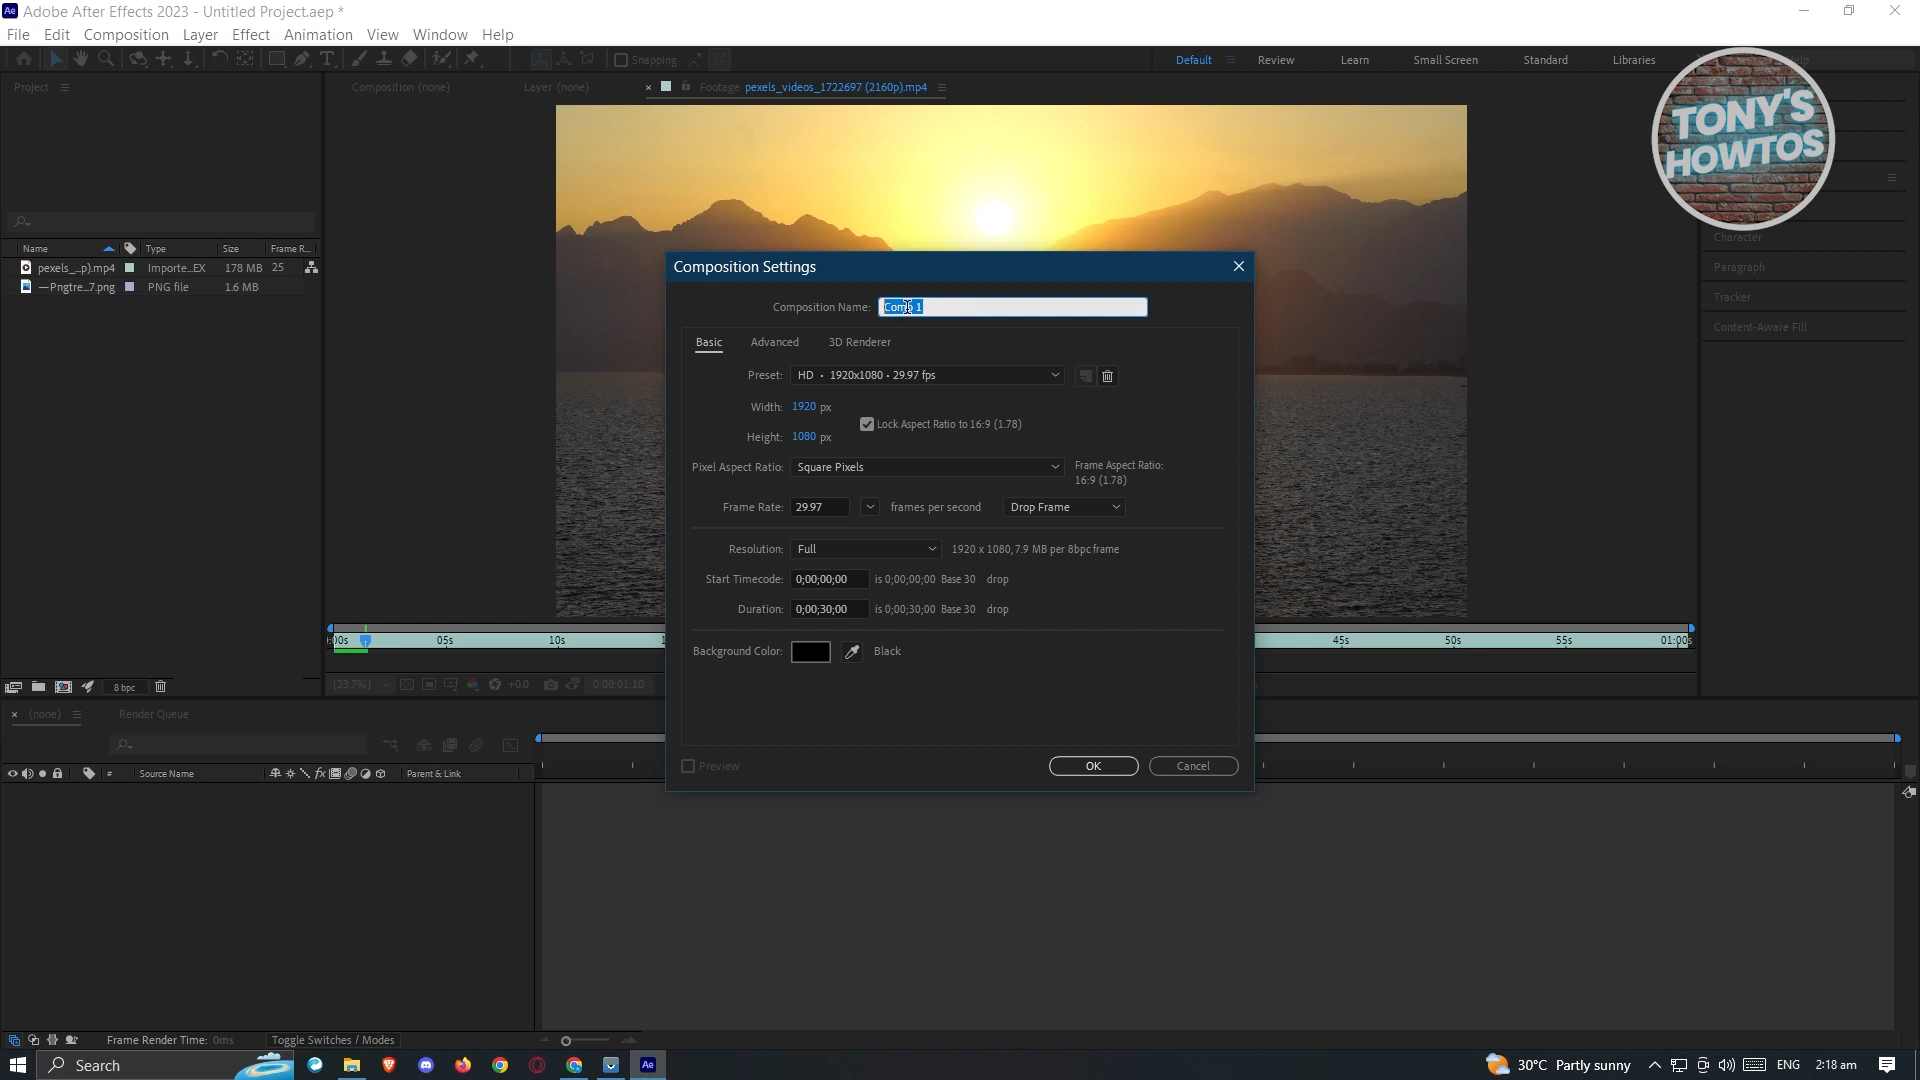 Adobe After Effects 2023 - Untitled Project.aep *
File Edit Composition Layer Effect Animation View Window Help
Snapping Default Review Learn Small Screen Standard Libraries
Project Composition (none) Layer (none) × Footage pexels_videos_1722697 (2160p).mp4
TONY'S HOWTOS
Name Type Size Frame R...
pexels_...p).mp4 Importe...EX 178 MB 25
—Pngtre...7.png PNG file 1.6 MB
Character
Paragraph
Tracker
Content-Aware Fill
Composition Settings
Composition Name: Comp 1
Basic Advanced 3D Renderer
Preset: HD • 1920x1080 • 29.97 fps
Width: 1920 px
Lock Aspect Ratio to 16:9 (1.78)
Height: 1080 px
Pixel Aspect Ratio: Square Pixels Frame Aspect Ratio:
16:9 (1.78)
Frame Rate: 29.97 frames per second Drop Frame
Resolution: Full 1920 x 1080, 7.9 MB per 8bpc frame
Start Timecode: 0;00;00;00 is 0;00;00;00 Base 30 drop
Duration: 0;00;30;00 is 0;00;30;00 Base 30 drop
Background Color: Black
Preview OK Cancel
:00s 05s 10s 45s 50s 55s 01:00s
8 bpc (23.7%) +0.0 0:00:01:10
× (none) Render Queue
# Source Name fx Parent & Link
Frame Render Time: 0ms Toggle Switches / Modes
Search 30°C Partly sunny ENG 2:18 am